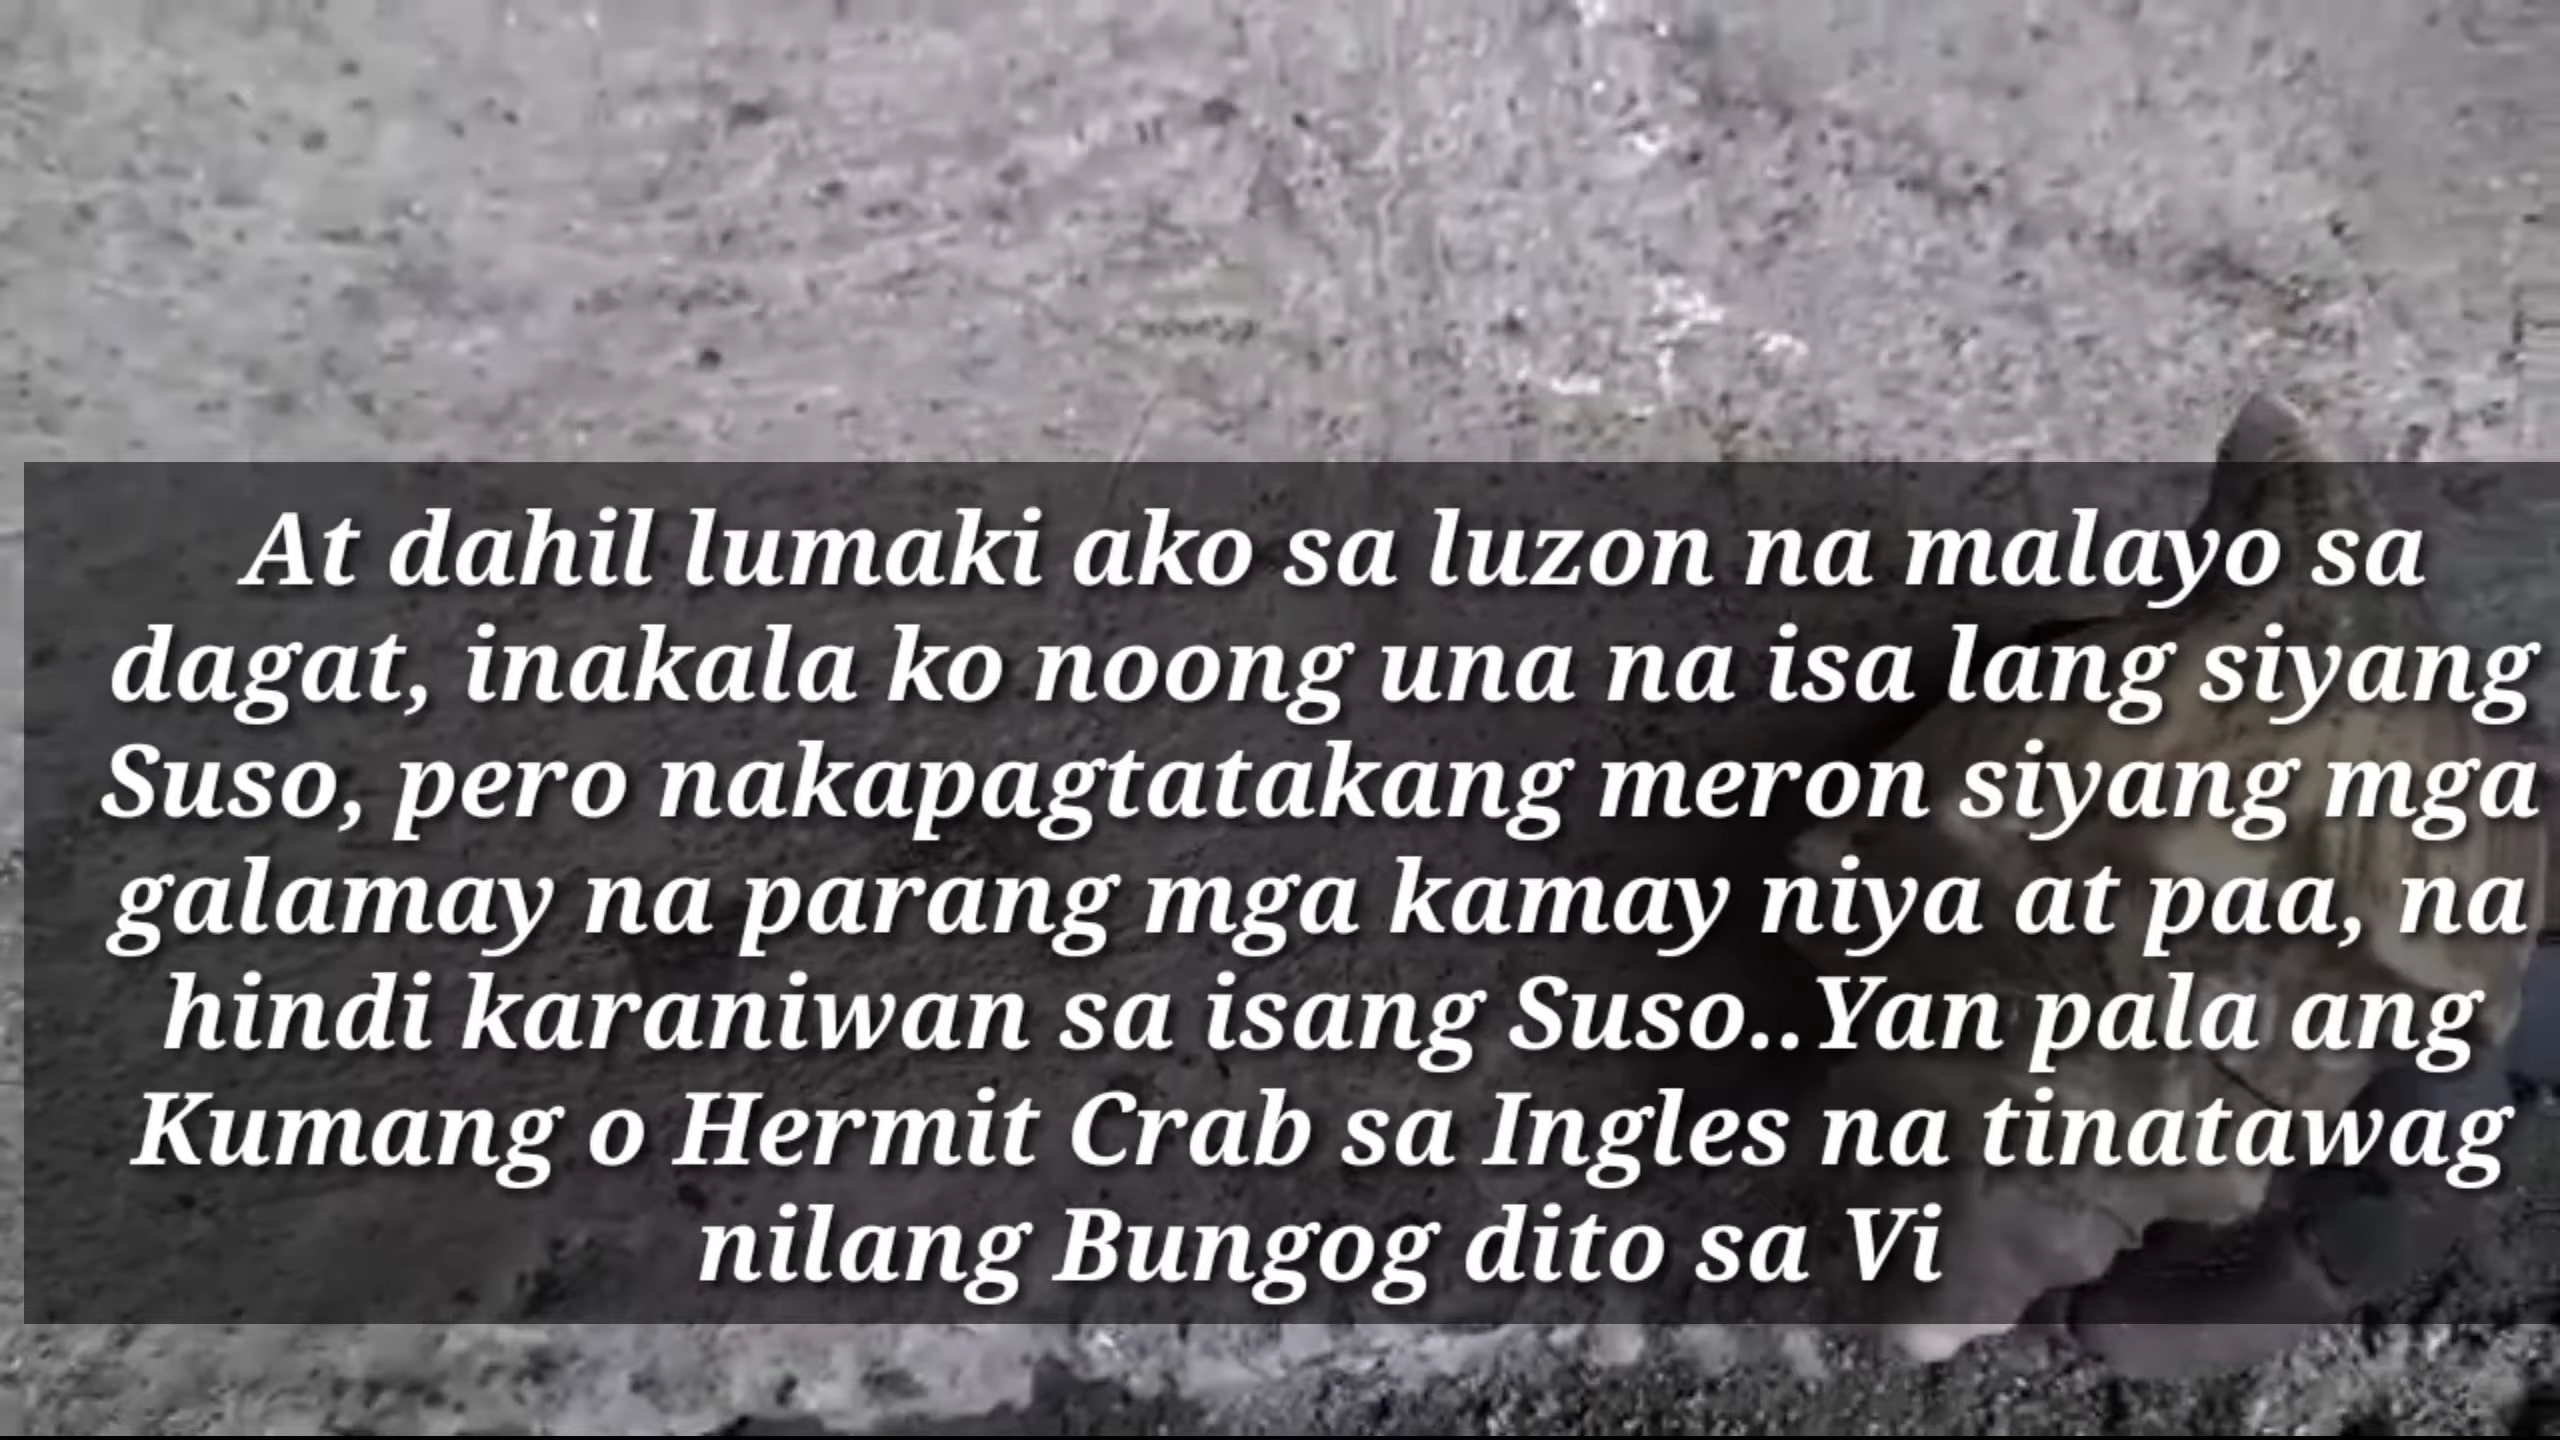 At dahil lumaki ako sa luzon na malayo sa
dagat, inakala ko noong una na isa lang siyang
Suso, pero nakapagtatakang meron siyang mga
galamay na parang mga kamay niya at paa, na
hindi karaniwan sa isang Suso..Yan pala ang
Kumang o Hermit Crab sa Ingles na tinatawag
nilang Bungog dito sa Vi